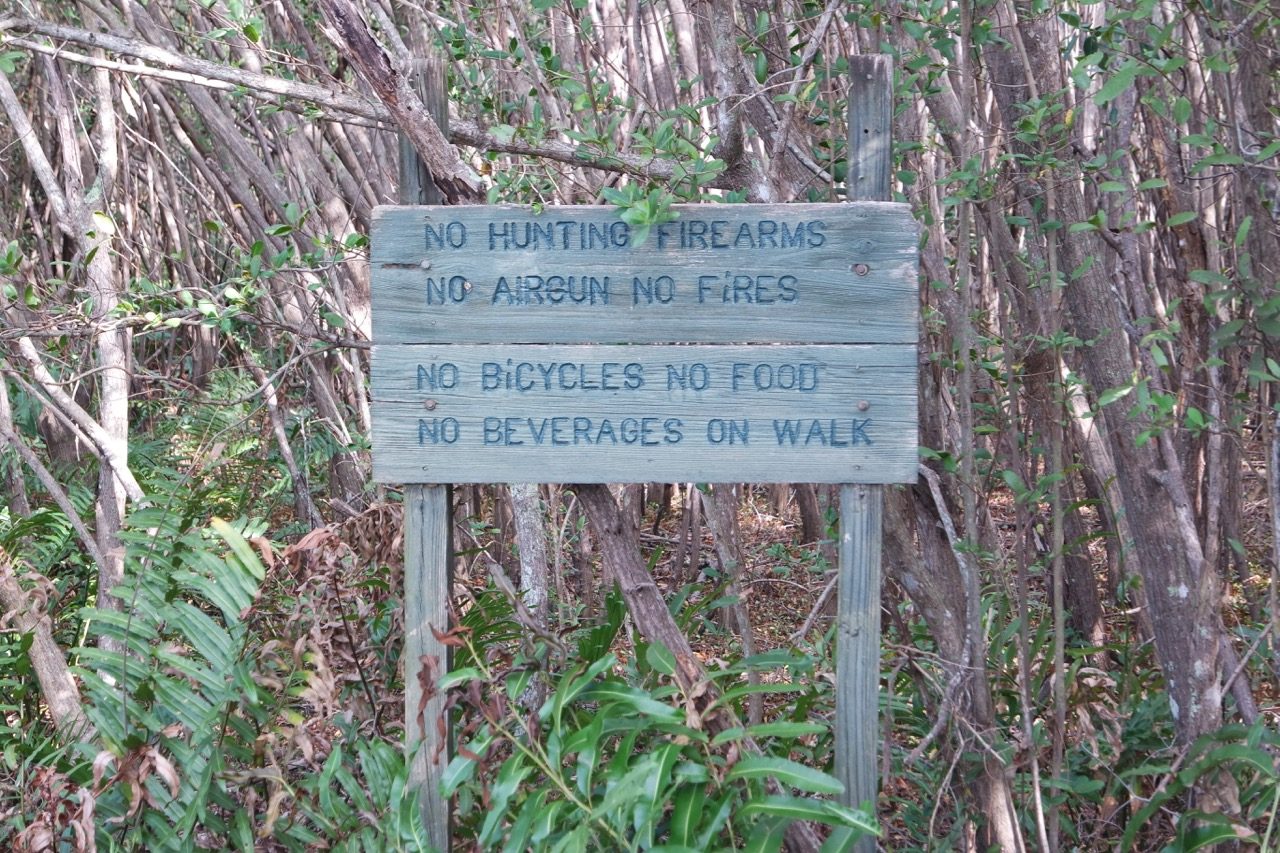 NO HUNTING FIREARMS
NO AIRGUN NO FiRES
NO BiCYCLES NO FOOD
NO BEVERAGES ON WALK